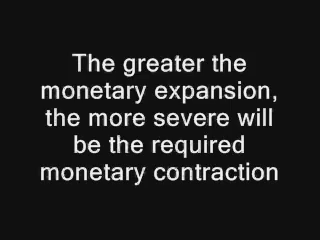 The greater the
monetary expansion,
the more severe will
be the required
monetary contraction